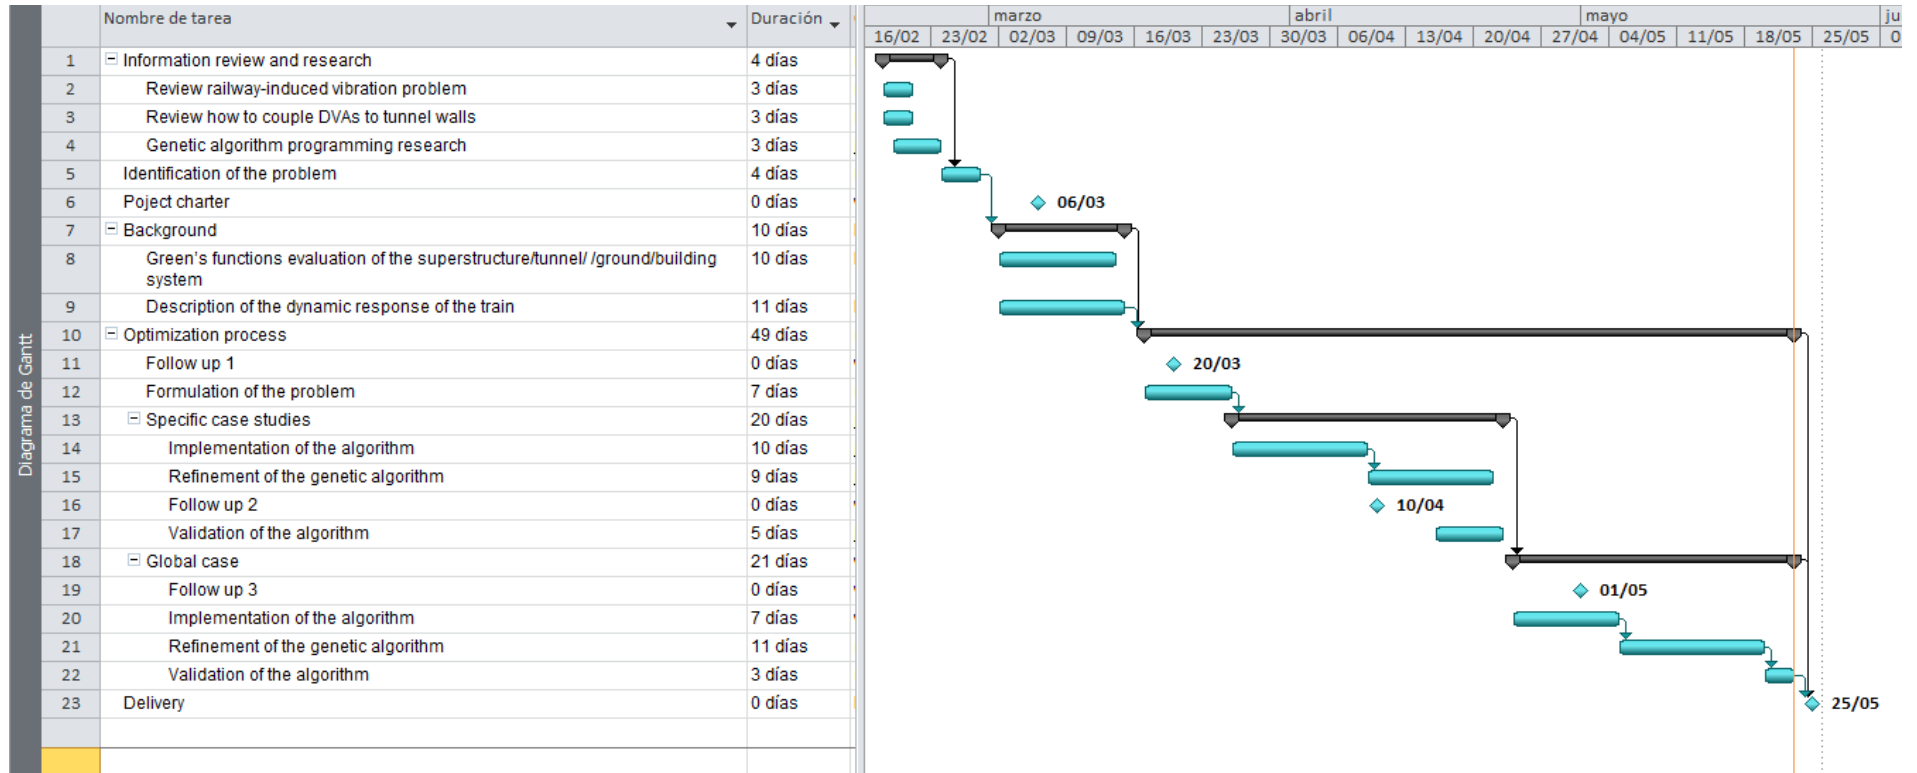 Nombre de tarea Duración marzo abril mayo ju
16/02 23/02 02/03 09/03 16/03 23/03 30/03 06/04 13/04 20/04 27/04 04/05 11/05 18/05 25/05 0
1 Information review and research 4 días
2 Review railway-induced vibration problem 3 días
3 Review how to couple DVAs to tunnel walls 3 días
4 Genetic algorithm programming research 3 días
5 Identification of the problem 4 días
6 Poject charter 0 días 06/03
7 Background 10 días
8 Green's functions evaluation of the superstructure/tunnel/ /ground/building 10 días
system
9 Description of the dynamic response of the train 11 días
10 Optimization process 49 días
11 Follow up 1 0 días 20/03
12 Formulation of the problem 7 días
13 Specific case studies 20 días
14 Implementation of the algorithm 10 días
15 Refinement of the genetic algorithm 9 días
16 Follow up 2 0 días 10/04
17 Validation of the algorithm 5 días
18 Global case 21 días
19 Follow up 3 0 días 01/05
20 Implementation of the algorithm 7 días
21 Refinement of the genetic algorithm 11 días
22 Validation of the algorithm 3 días
23 Delivery 0 días 25/05
Diagrama de Gantt